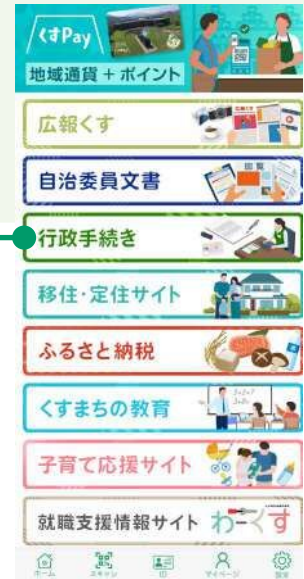 くすPay
地域通貨＋ポイント
広報くす
自治委員文書
行政手続き
移住・定住サイト
ふるさと納税
くすまちの教育
子育て応援サイト
就職支援情報サイト わーくす
ホーム スキャン ID マイページ 設定